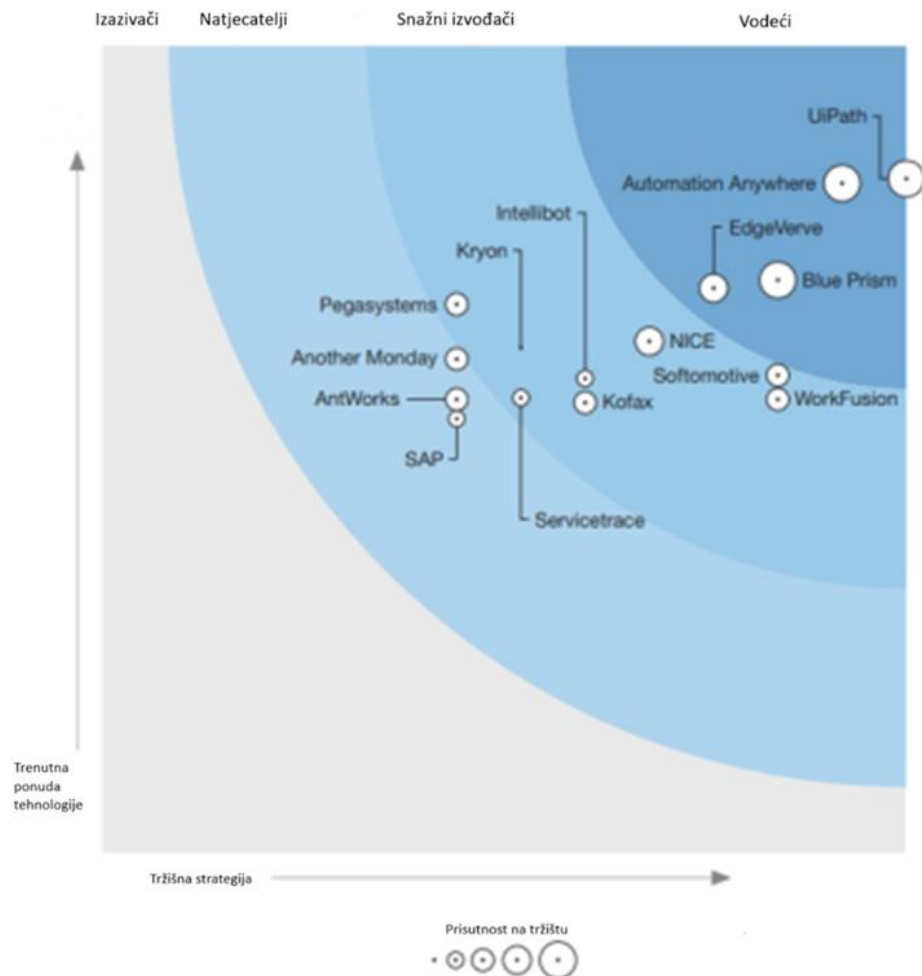 Izazivači Natjecatelji Snažni izvođači Vodeći
UiPath
Automation Anywhere
Intellibot
EdgeVerve
Kryon
Blue Prism
Pegasystems
NICE
Another Monday
Softomotive
AntWorks
Kofax
WorkFusion
SAP
Servicetrace
Trenutna
ponuda
tehnologije
Tržišna strategija
Prisutnost na tržištu